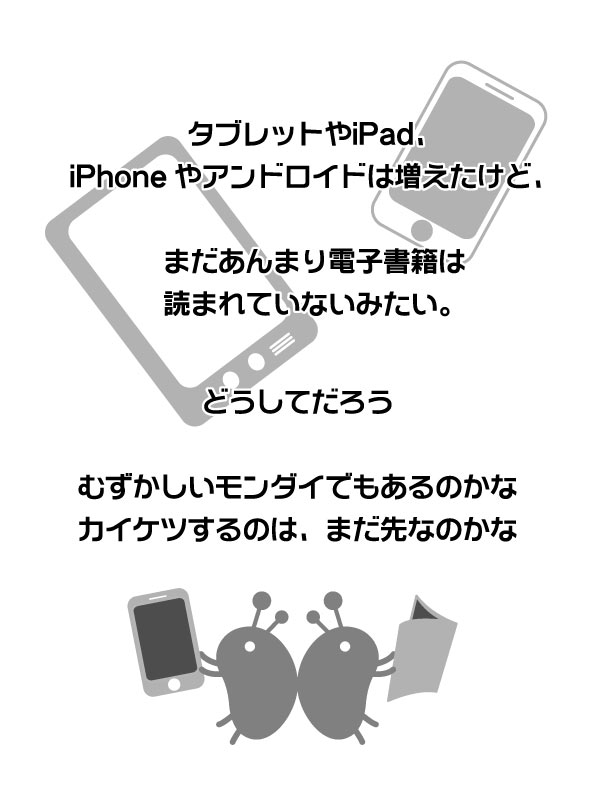 タブレットやiPad、
iPhoneやアンドロイドは増えたけど、
まだあんまり電子書籍は
読まれていないみたい。
どうしてだろう
むずかしいモンダイでもあるのかな
カイケツするのは、まだ先なのかな